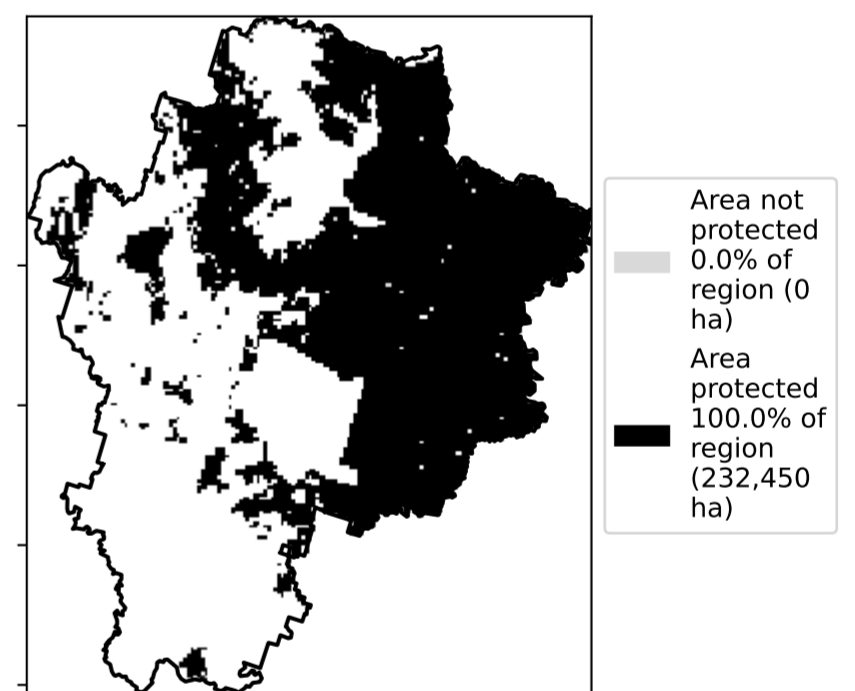 Area not
protected
0.0% of
region (0
ha)
Area
protected
100.0% of
region
(232,450
ha)